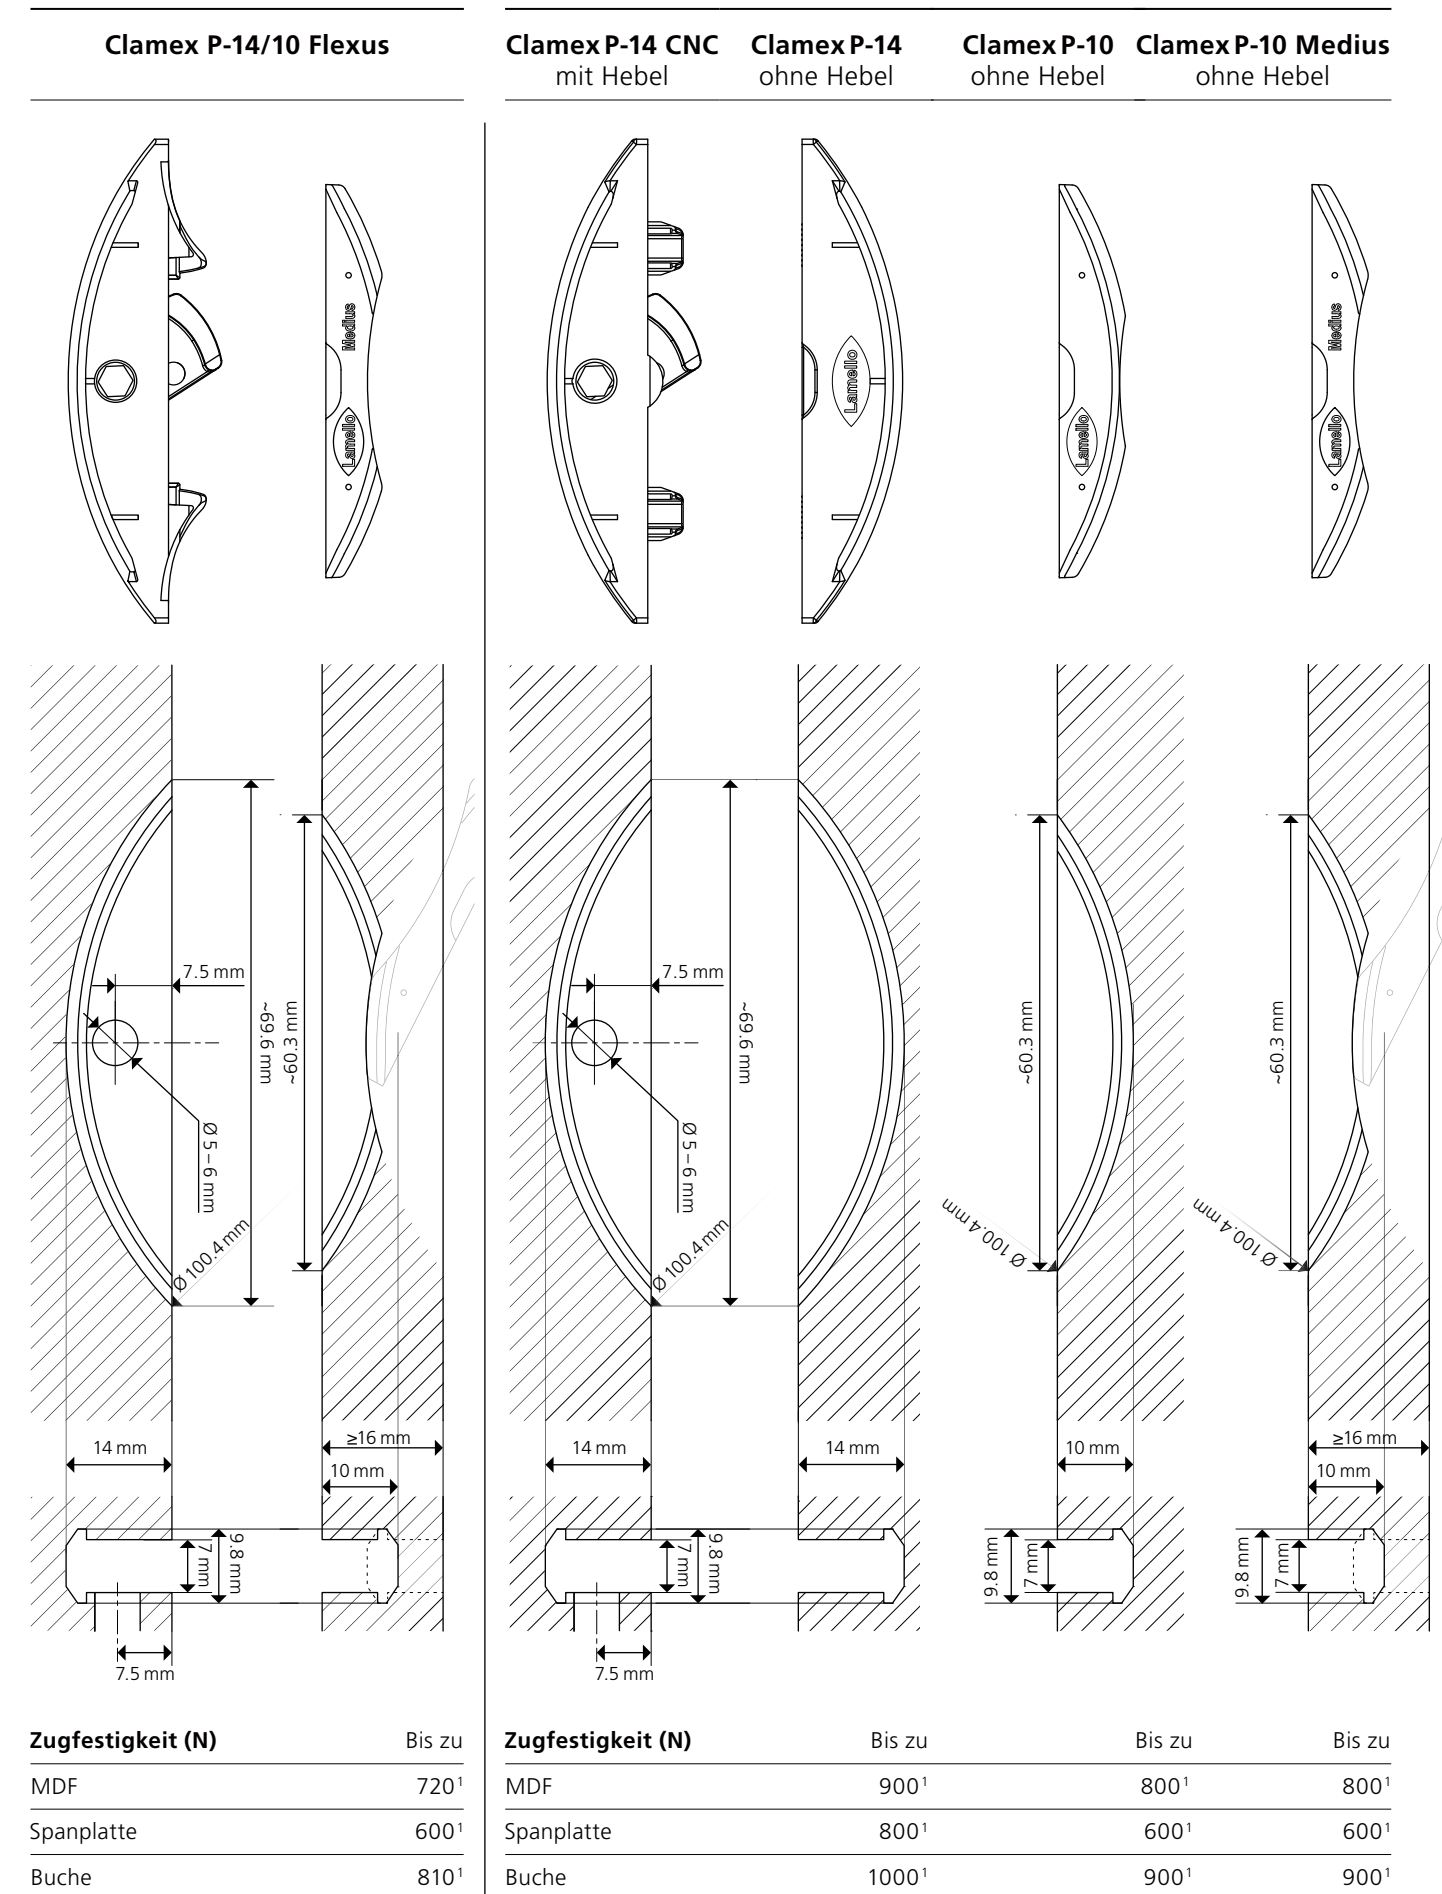 Clamex P-14/10 Flexus
Clamex P-14 CNC
mit Hebel
Clamex P-14
ohne Hebel
Clamex P-10
ohne Hebel
Clamex P-10 Medius
ohne Hebel
Medius
Lamello
Lamello
Lamello
Medius
Lamello
7.5 mm
~69.6 mm
~60.3 mm
Ø 5 – 6 mm
Ø 100.4 mm
7.5 mm
~69.6 mm
Ø 5 – 6 mm
Ø 100.4 mm
~60.3 mm
Ø 100.4 mm
~60.3 mm
Ø 100.4 mm
14 mm
≥16 mm
10 mm
14 mm
14 mm
10 mm
≥16 mm
10 mm
7 mm
9.8 mm
7.5 mm
7 mm
9.8 mm
7.5 mm
9.8 mm
7 mm
9.8 mm
7 mm
Zugfestigkeit (N) Bis zu
MDF 720¹
Spanplatte 600¹
Buche 810¹
Zugfestigkeit (N) Bis zu Bis zu Bis zu
MDF 900¹ 800¹ 800¹
Spanplatte 800¹ 600¹ 600¹
Buche 1000¹ 900¹ 900¹